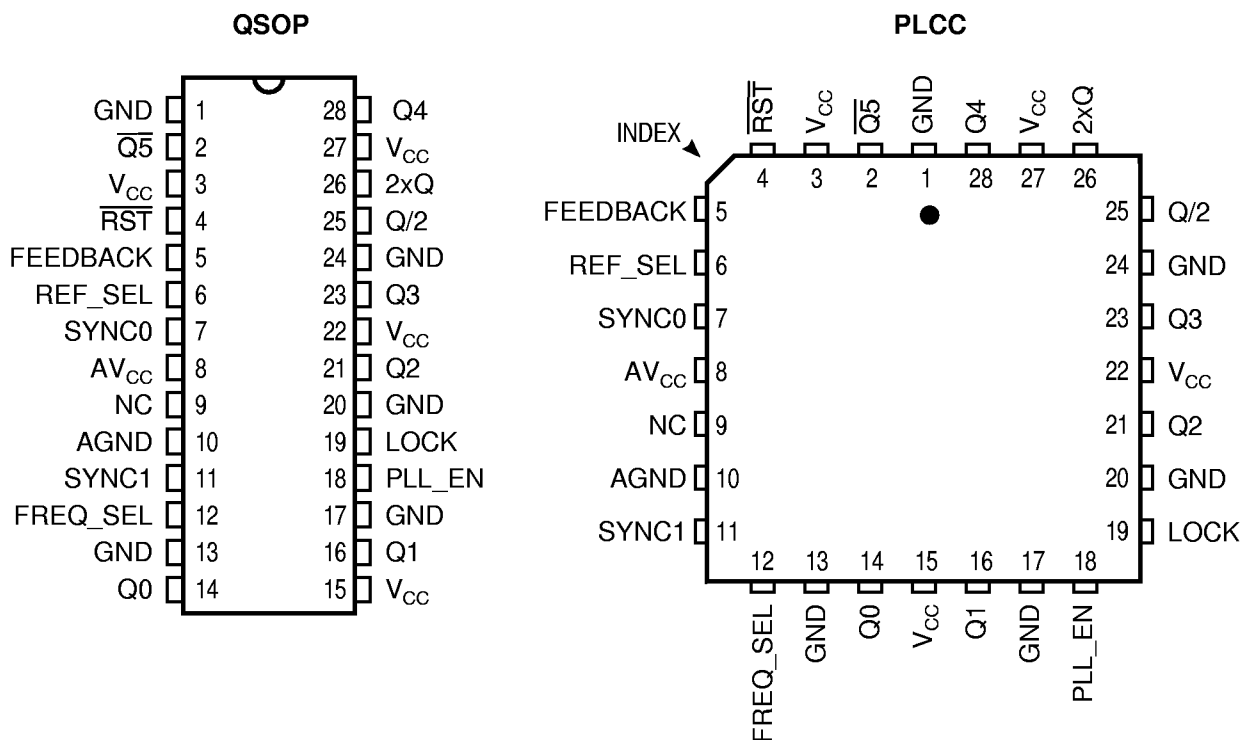 QSOP
GND 1 28 Q4
Q5 2 27 VCC
VCC 3 26 2xQ
RST 4 25 Q/2
FEEDBACK 5 24 GND
REF_SEL 6 23 Q3
SYNC0 7 22 VCC
AVCC 8 21 Q2
NC 9 20 GND
AGND 10 19 LOCK
SYNC1 11 18 PLL_EN
FREQ_SEL 12 17 GND
GND 13 16 Q1
Q0 14 15 VCC
PLCC
INDEX
RST VCC Q5 GND Q4 VCC 2xQ
4 3 2 1 28 27 26
FEEDBACK 5 25 Q/2
REF_SEL 6 24 GND
SYNC0 7 23 Q3
AVCC 8 22 VCC
NC 9 21 Q2
AGND 10 20 GND
SYNC1 11 19 LOCK
12 13 14 15 16 17 18
FREQ_SEL GND Q0 VCC Q1 GND PLL_EN